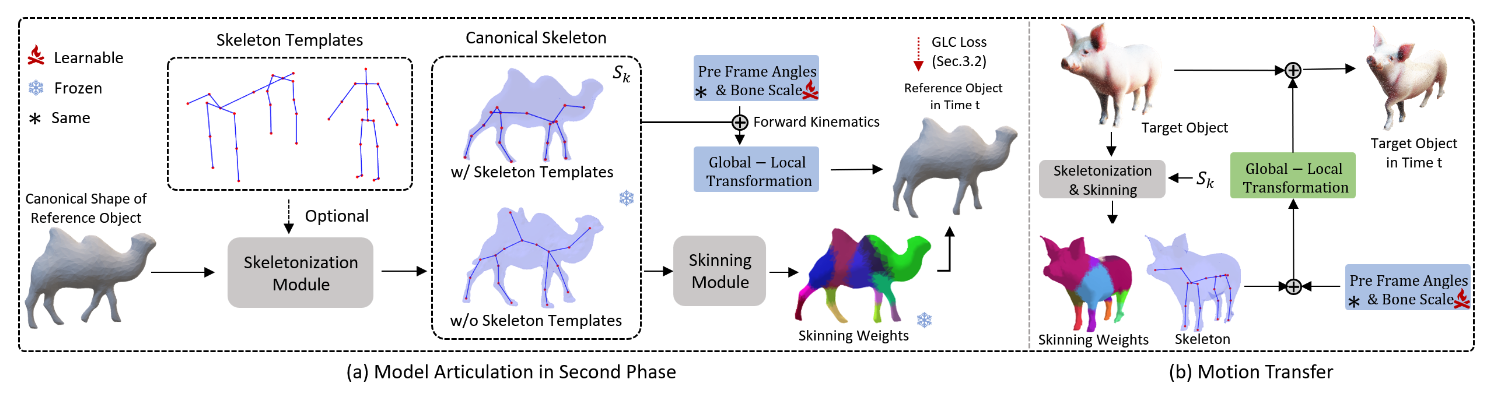 Learnable
Frozen
* Same
Skeleton Templates
Canonical Shape of
Reference Object
Optional
Skeletonization
Module
Canonical Skeleton
S_k
w/ Skeleton Templates
w/o Skeleton Templates
Pre Frame Angles
* & Bone Scale
Forward Kinematics
Global − Local
Transformation
GLC Loss
(Sec.3.2)
Reference Object
in Time t
Skinning
Module
Skinning Weights
(a) Model Articulation in Second Phase
Target Object
Target Object
in Time t
Skeletonization
& Skinning
S_k
Global − Local
Transformation
Pre Frame Angles
* & Bone Scale
Skinning Weights
Skeleton
(b) Motion Transfer